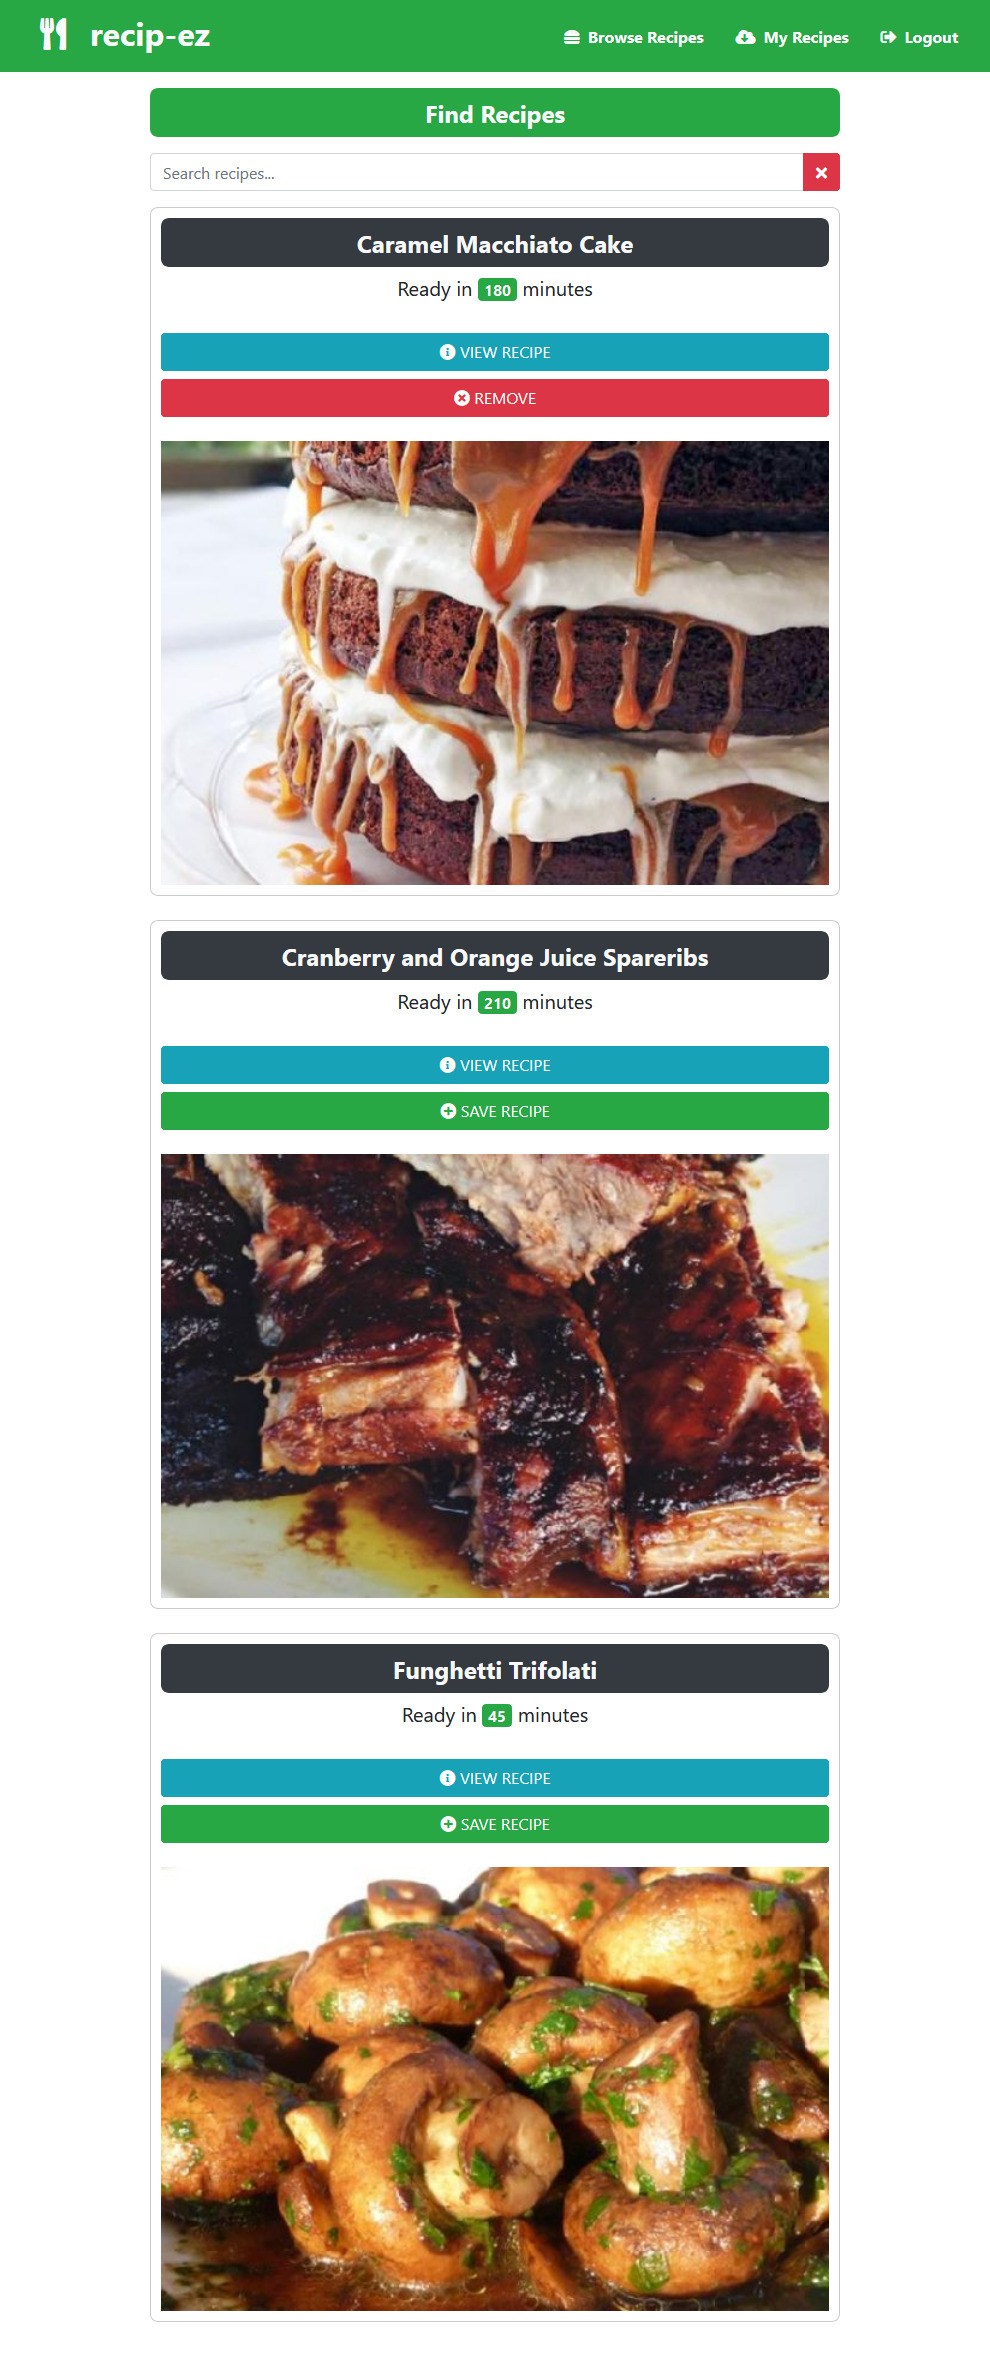 recip-ez
Browse Recipes
My Recipes
Logout
Find Recipes
Search recipes...
Caramel Macchiato Cake
Ready in 180 minutes
VIEW RECIPE
REMOVE
Cranberry and Orange Juice Spareribs
Ready in 210 minutes
VIEW RECIPE
SAVE RECIPE
Funghetti Trifolati
Ready in 45 minutes
VIEW RECIPE
SAVE RECIPE